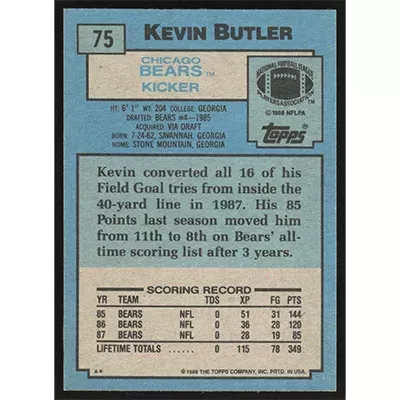 75 KEVIN BUTLER
CHICAGO
BEARS™
KICKER
NATIONAL FOOTBALL LEAGUE
PLAYERS ASSOCIATION
©1988 NFLPA
Topps®
HT. 6' 1" WT. 204 COLLEGE: GEORGIA
DRAFTED: BEARS #4—1985
ACQUIRED: VIA DRAFT
BORN: 7-24-62, SAVANNAH, GEORGIA
HOME: STONE MOUNTAIN, GEORGIA
Kevin converted all 16 of his
Field Goal tries from inside the
40-yard line in 1987. His 85
Points last season moved him
from 11th to 8th on Bears' all-
time scoring list after 3 years.
SCORING RECORD
YR TEAM TDS XP FG PTS
85 BEARS NFL 0 51 31 144
86 BEARS NFL 0 36 28 120
87 BEARS NFL 0 28 19 85
LIFETIME TOTALS ..... 0 115 78 349
A* ©1988 THE TOPPS COMPANY, INC. PRTD. IN U.S.A.